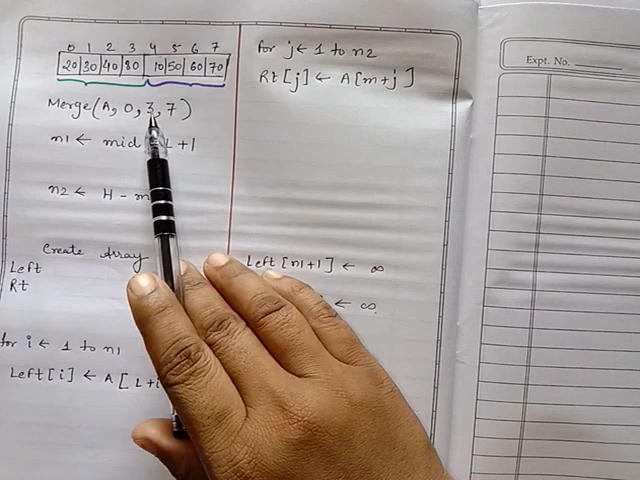 0 1 2 3 4 5 6 7
20 30 40 80 10 50 60 70
Merge(A, 0, 3, 7)
n1 ← mid L +1
n2 ← H - m
Create Array
Left
Rt
for i ← 1 to n1
Left[i] ← A[L+i
for j ← 1 to n2
Rt[j] ← A[m+j]
Left[n1+1] ← ∞
← ∞.
Expt. No.